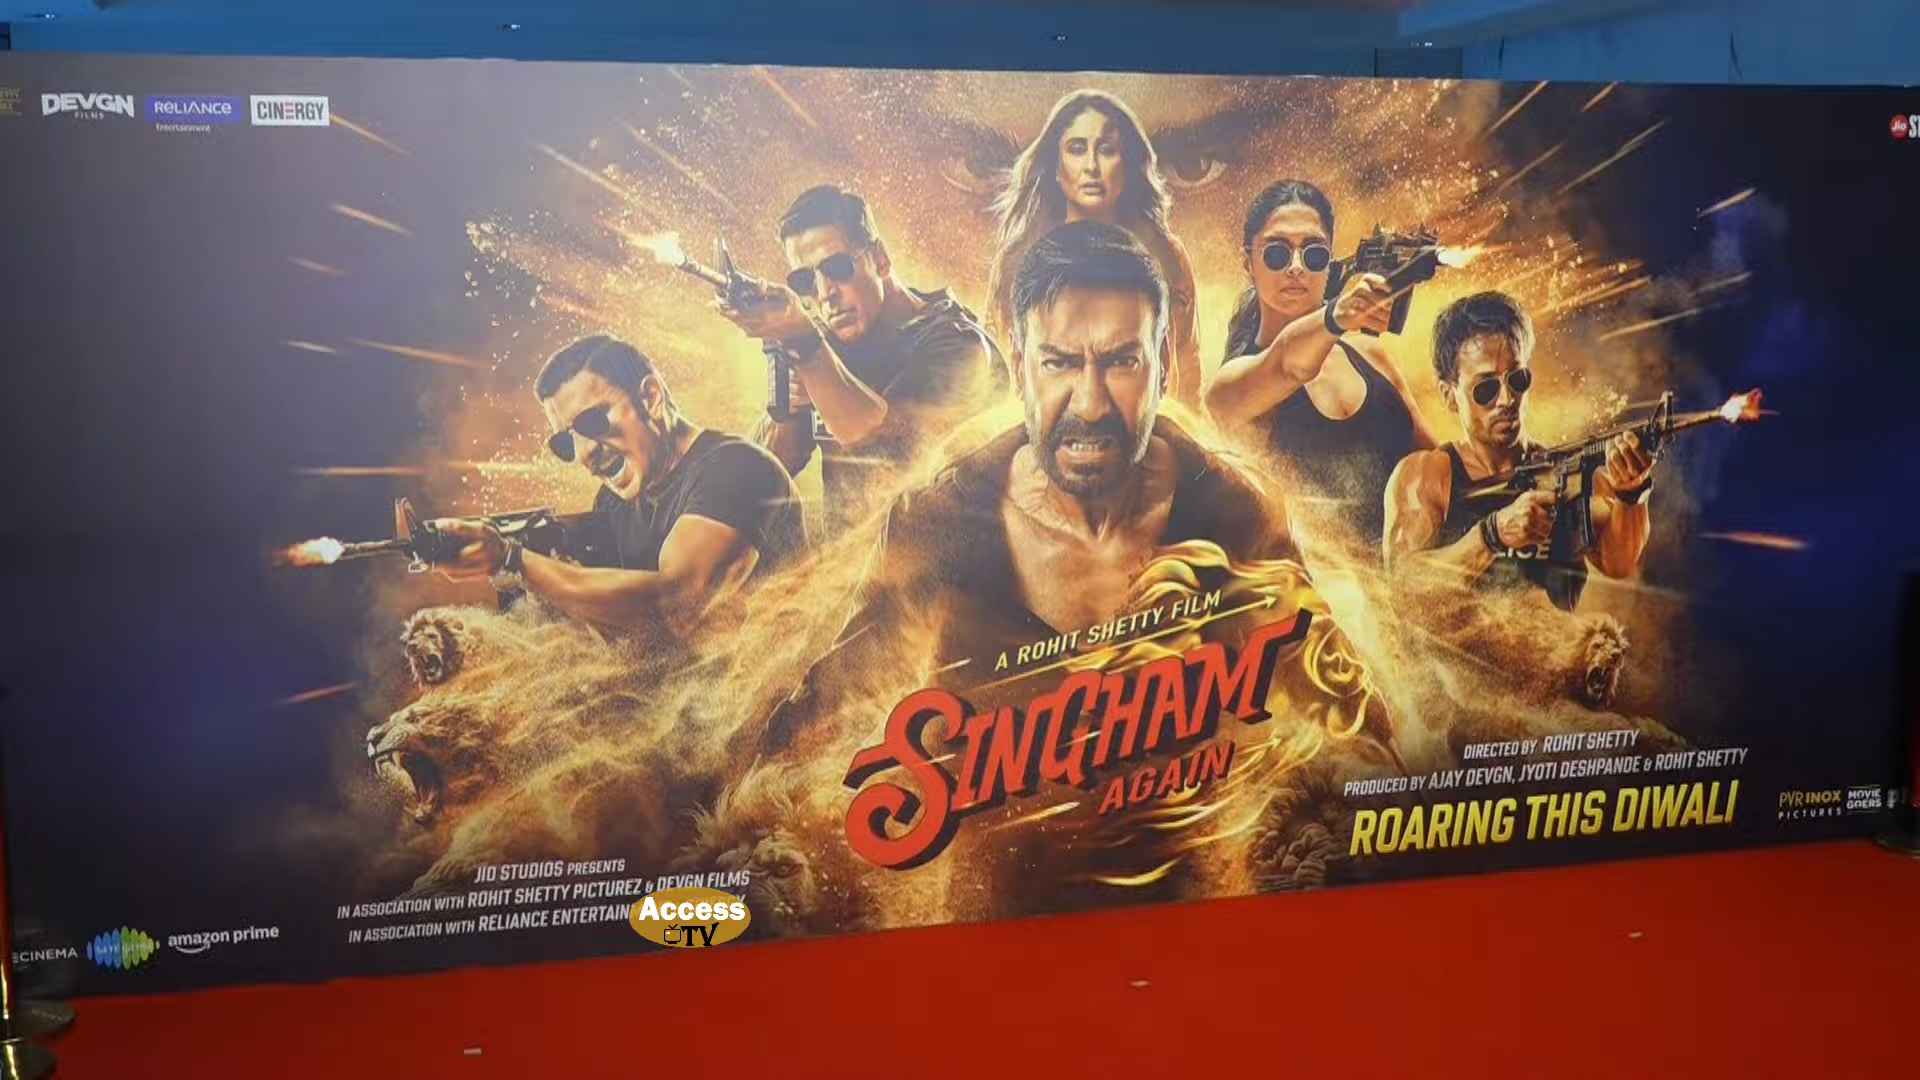 DEVGN
FILMS
RELIANCE
Entertainment
CINERGY
Jio
A ROHIT SHETTY FILM
SINGHAM
AGAIN
LICE
DIRECTED BY ROHIT SHETTY
PRODUCED BY AJAY DEVGN, JYOTI DESHPANDE & ROHIT SHETTY
ROARING THIS DIWALI
PVR INOX
PICTURES
MOVIE
GOERS
JIO STUDIOS PRESENTS
IN ASSOCIATION WITH ROHIT SHETTY PICTUREZ & DEVGN FILMS
IN ASSOCIATION WITH RELIANCE ENTERTAIN
Access
TV
CINEMA
amazon prime